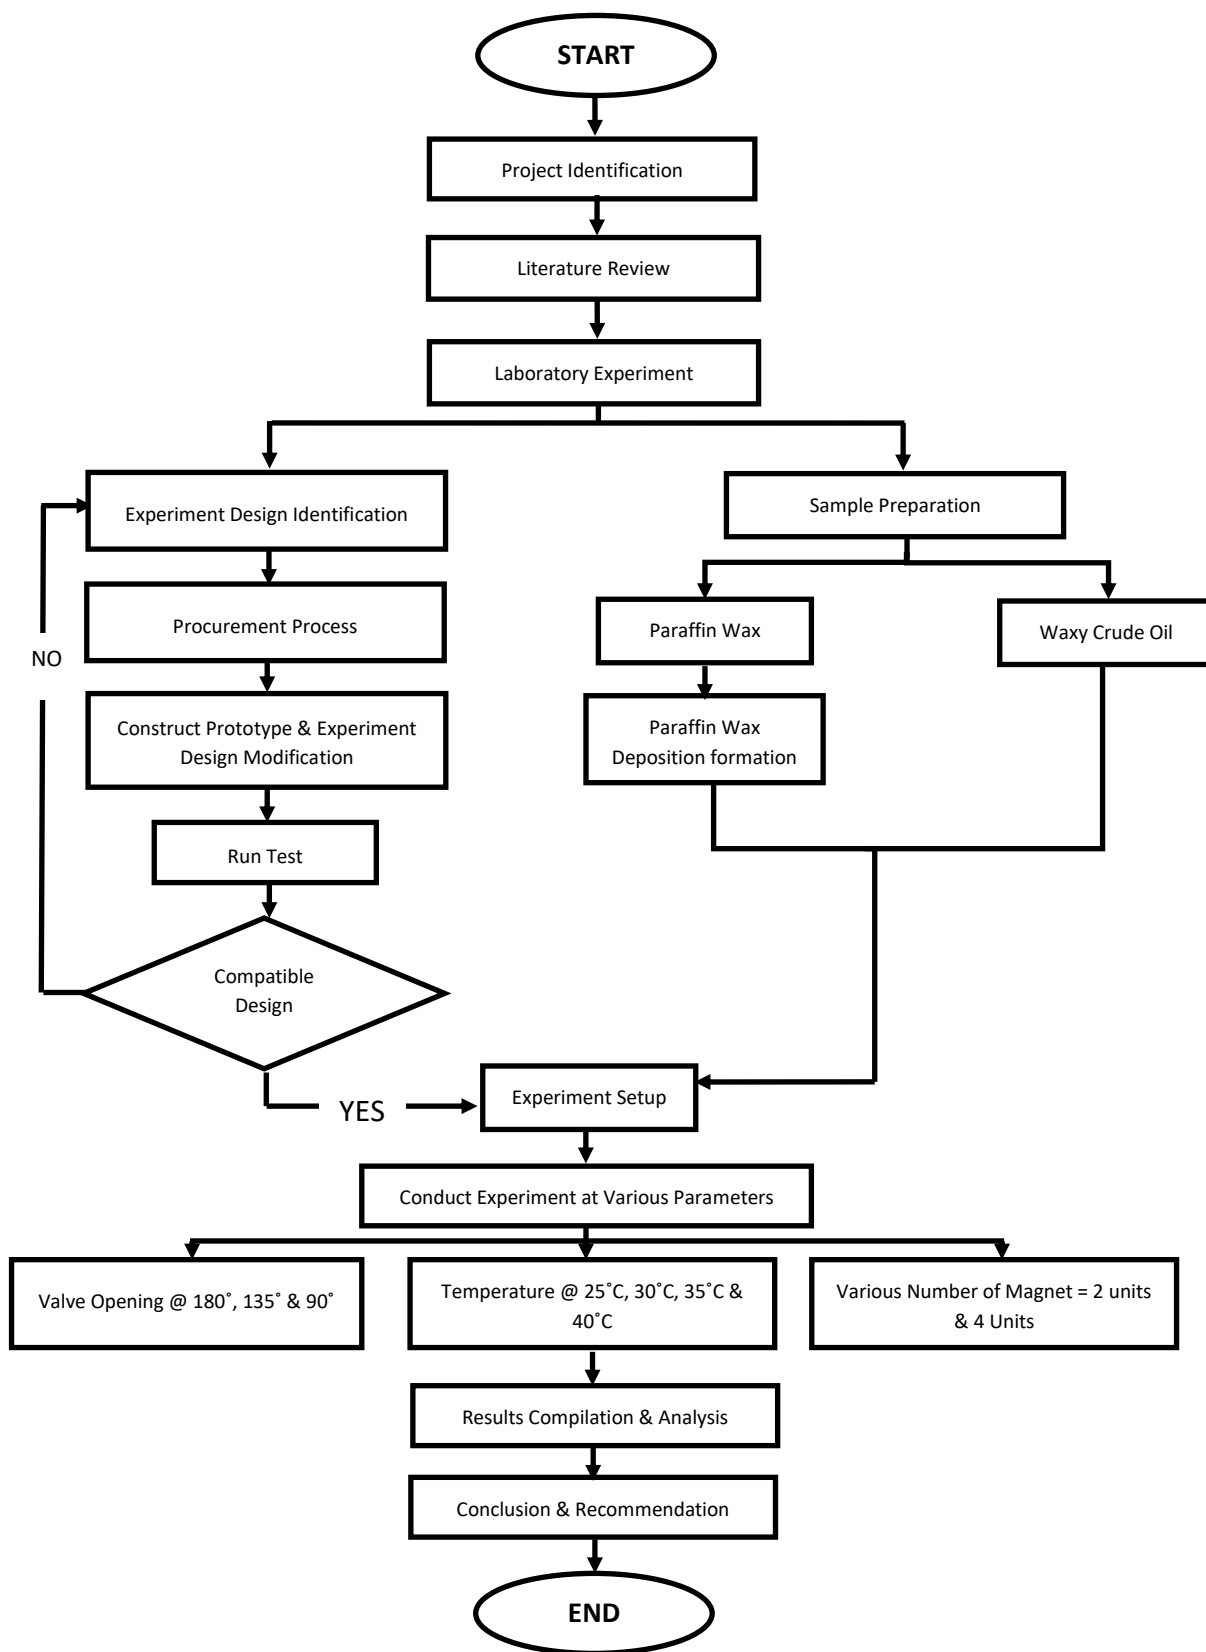 START
Project Identification
Literature Review
Laboratory Experiment
Experiment Design Identification
Sample Preparation
Procurement Process
Paraffin Wax
Waxy Crude Oil
NO
Construct Prototype & Experiment
Design Modification
Paraffin Wax
Deposition formation
Run Test
Compatible
Design
YES
Experiment Setup
Conduct Experiment at Various Parameters
Valve Opening @ 180˚, 135˚ & 90˚
Temperature @ 25˚C, 30˚C, 35˚C &
40˚C
Various Number of Magnet = 2 units
& 4 Units
Results Compilation & Analysis
Conclusion & Recommendation
END